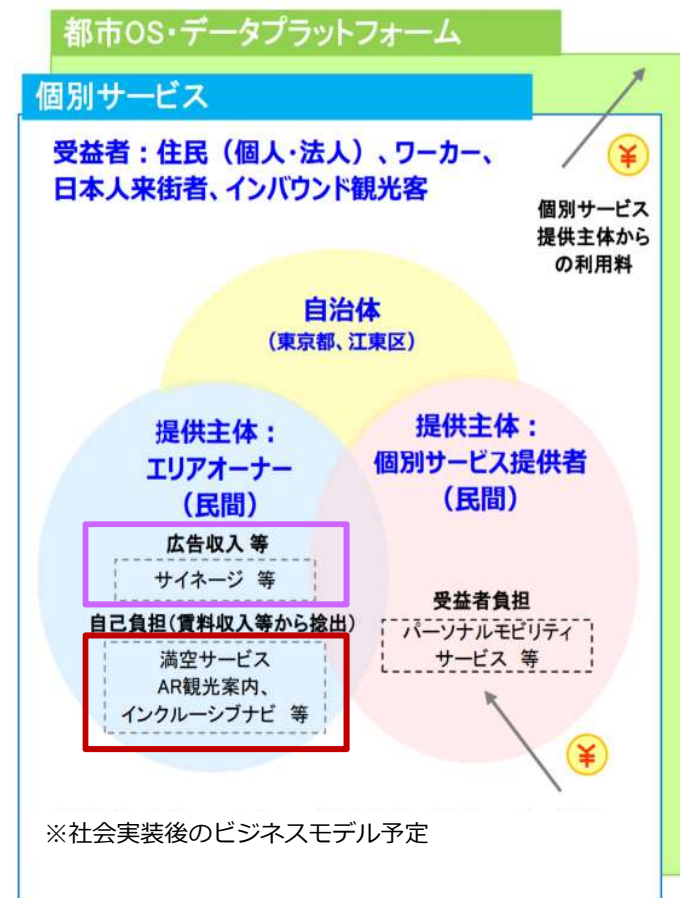 都市OS・データプラットフォーム
個別サービス
受益者：住民（個人・法人）、ワーカー、
日本人来街者、インバウンド観光客
¥
個別サービス
提供主体から
の利用料
自治体
（東京都、江東区）
提供主体：
エリアオーナー
（民間）
広告収入 等
サイネージ 等
自己負担（賃料収入等から捻出）
満空サービス
AR観光案内、
インクルーシブナビ 等
提供主体：
個別サービス提供者
（民間）
受益者負担
パーソナルモビリティ
サービス 等
¥
※社会実装後のビジネスモデル予定